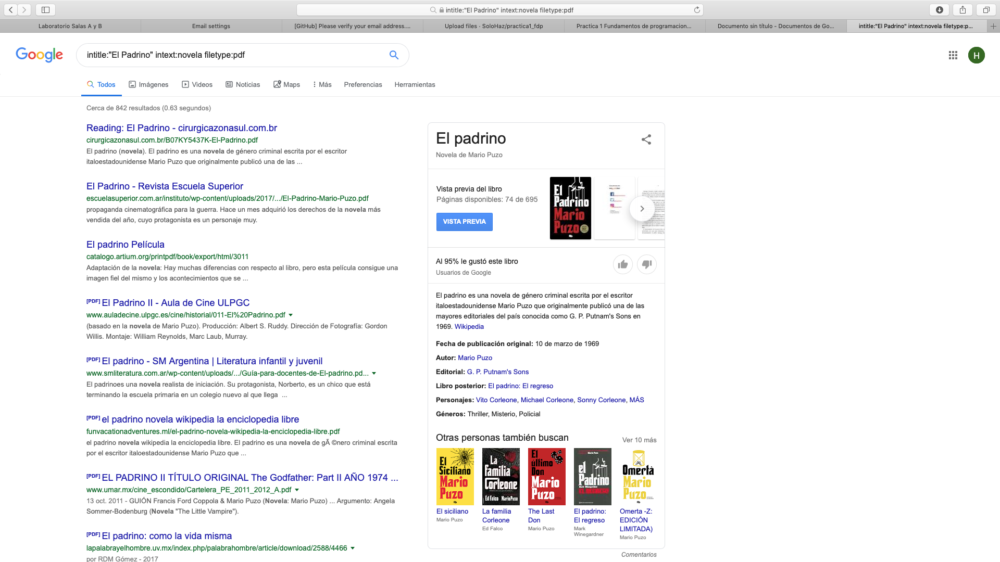 intitle:"El Padrino" intext:novela filetype:pdf
Laboratorio Salas A y B
Email settings
[GitHub] Please verify your email address....
Upload files · SoloHaz/practica1_fdp
Practica 1 Fundamentos de programacion...
Documento sin título - Documentos de Go...
intitle:"El Padrino" intext:novela filetype:p...
Google
intitle:"El Padrino" intext:novela filetype:pdf
H
Todos
Imágenes
Videos
Noticias
Maps
Más
Preferencias
Herramientas
Cerca de 842 resultados (0.63 segundos)
Reading: El Padrino - cirurgicazonasul.com.br
cirurgicazonasul.com.br/B07KY5437K-El-Padrino.pdf
El padrino (novela). El padrino es una novela de género criminal escrita por el escritor
italoestadounidense Mario Puzo que originalmente publicó una de las ...
El Padrino - Revista Escuela Superior
escuelasuperior.com.ar/instituto/wp-content/uploads/2017/.../El-Padrino-Mario-Puzo.pdf
propaganda cinematográfica para la guerra. Hace un mes adquirió los derechos de la novela más
vendida del año, cuyo protagonista es un personaje muy.
El padrino Película
catalogo.artium.org/printpdf/book/export/html/3011
Adaptación de la novela: Hay muchas diferencias con respecto al libro, pero esta película consigue una
imagen fiel del mismo y los acontecimientos que se ...
[PDF] El Padrino II - Aula de Cine ULPGC
www.auladecine.ulpgc.es/cine/historial/011-El%20Padrino.pdf
(basado en la novela de Mario Puzo). Producción: Albert S. Ruddy. Dirección de Fotografía: Gordon
Willis. Montaje: William Reynolds, Marc Laub, Murray.
[PDF] El padrino - SM Argentina | Literatura infantil y juvenil
www.smliteratura.com.ar/wp-content/uploads/.../Guía-para-docentes-de-El-padrino.pd...
El padrinoes una novela realista de iniciación. Su protagonista, Norberto, es un chico que está
terminando la escuela primaria en un colegio nuevo al que llega ...
[PDF] el padrino novela wikipedia la enciclopedia libre
funvacationadventures.ml/el-padrino-novela-wikipedia-la-enciclopedia-libre.pdf
el padrino novela wikipedia la enciclopedia libre. El padrino es una novela de gÃ ©nero criminal escrita
por el escritor italoestadounidense Mario Puzo que ...
[PDF] EL PADRINO II TÍTULO ORIGINAL The Godfather: Part II AÑO 1974 ...
www.umar.mx/cine_escondido/Cartelera_PE_2011_2012_A.pdf
13 oct. 2011 - GUIÓN Francis Ford Coppola & Mario Puzo (Novela: Mario Puzo) ... Argumento: Angela
Sommer-Bodenburg (Novela "The Little Vampire").
[PDF] El padrino: como la vida misma
lapalabrayelhombre.uv.mx/index.php/palabrahombre/article/download/2588/4466
por RDM Gómez - 2017
El padrino
Novela de Mario Puzo
Vista previa del libro
Páginas disponibles: 74 de 695
VISTA PREVIA
El
Padrino
Mario
Puzo
Al 95% le gustó este libro
Usuarios de Google
El padrino es una novela de género criminal escrita por el escritor
italoestadounidense Mario Puzo que originalmente publicó una de las
mayores editoriales del país conocida como G. P. Putnam's Sons en
1969. Wikipedia
Fecha de publicación original: 10 de marzo de 1969
Autor: Mario Puzo
Editorial: G. P. Putnam's Sons
Libro posterior: El padrino: El regreso
Personajes: Vito Corleone, Michael Corleone, Sonny Corleone, MÁS
Géneros: Thriller, Misterio, Policial
Otras personas también buscan
Ver 10 más
El
Siciliano
Mario
Puzo
La
familia
Corleone
Ed Falco Mario Puzo
El
último
Don
Mario
Puzo
Mario Puzo
el
Padrino
Mark Winegardner
EL REGRESO
Omertà
Mario
Puzo
El siciliano
Mario Puzo
La familia
Corleone
Ed Falco
The Last
Don
Mario Puzo
El padrino:
El regreso
Mark
Winegardner
Omerta -Z:
EDICIÓN
LIMITADA)
Mario Puzo
Comentarios